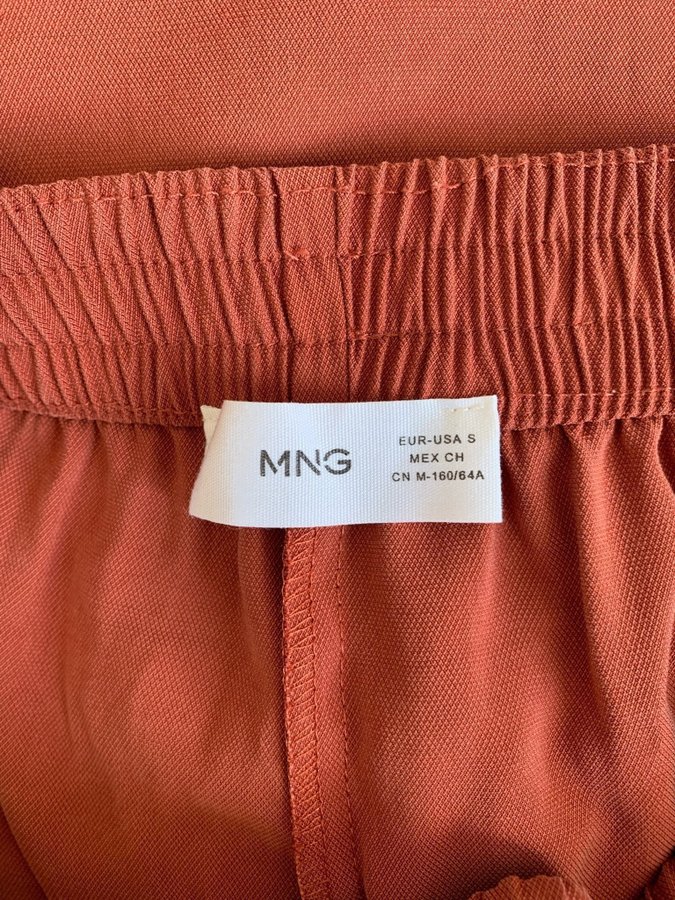 MNG
EUR-USA S
MEX CH
CN M-160/64A